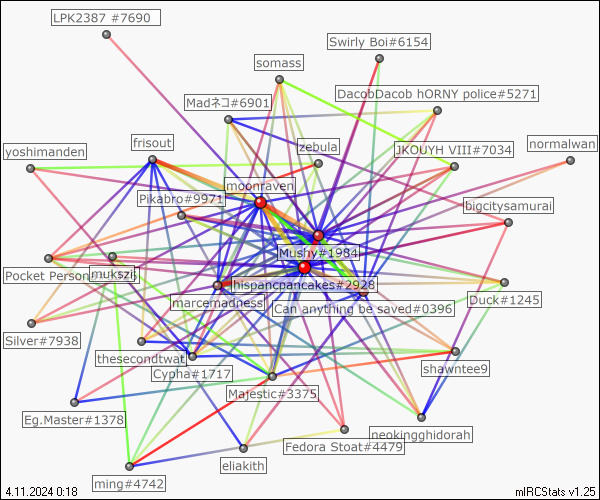 LPK2387 #7690
Swirly Boi#6154
somass
DacobDacob hORNY police#5271
Madネコ#6901
frisout
zebula
JKOUYH VIII#7034
normalwan
yoshimanden
moonraven
Pikabro#9971
bigcitysamurai
Mushy#1984
mukszi
hispancpancakes#2928
Duck#1245
marcemadness
Can anything be saved#0396
Silver#7938
thesecondtwat
Cypha#1717
shawntee9
Majestic#3375
Eg.Master#1378
neokingghidorah
Fedora Stoat#4479
eliakith
ming#4742
4.11.2024 0:18
mIRCStats v1.25